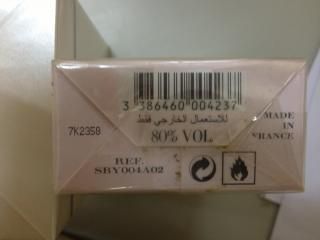 3 386460 004237
للاستعمال الخارجي فقط
80% VOL.
7K2358
MADE
IN
FRANCE
REF.
SBY004A02